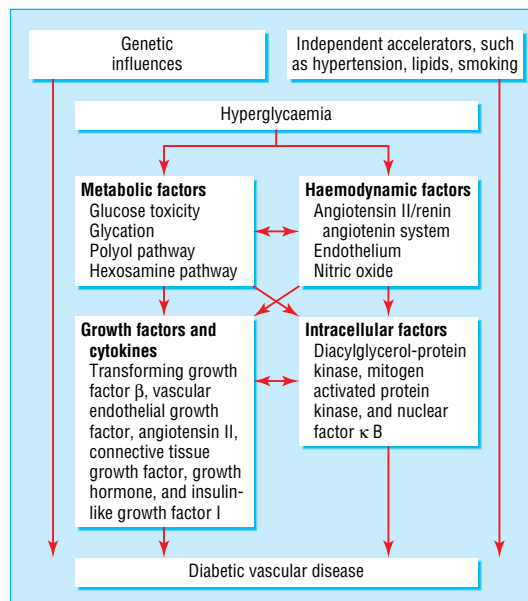 Genetic
influences
Independent accelerators, such
as hypertension, lipids, smoking
Hyperglycaemia
Metabolic factors
Glucose toxicity
Glycation
Polyol pathway
Hexosamine pathway
Haemodynamic factors
Angiotensin II/renin
angiotenin system
Endothelium
Nitric oxide
Growth factors and
cytokines
Transforming growth
factor β, vascular
endothelial growth
factor, angiotensin II,
connective tissue
growth factor, growth
hormone, and insulin-
like growth factor I
Intracellular factors
Diacylglycerol-protein
kinase, mitogen
activated protein
kinase, and nuclear
factor κ B
Diabetic vascular disease